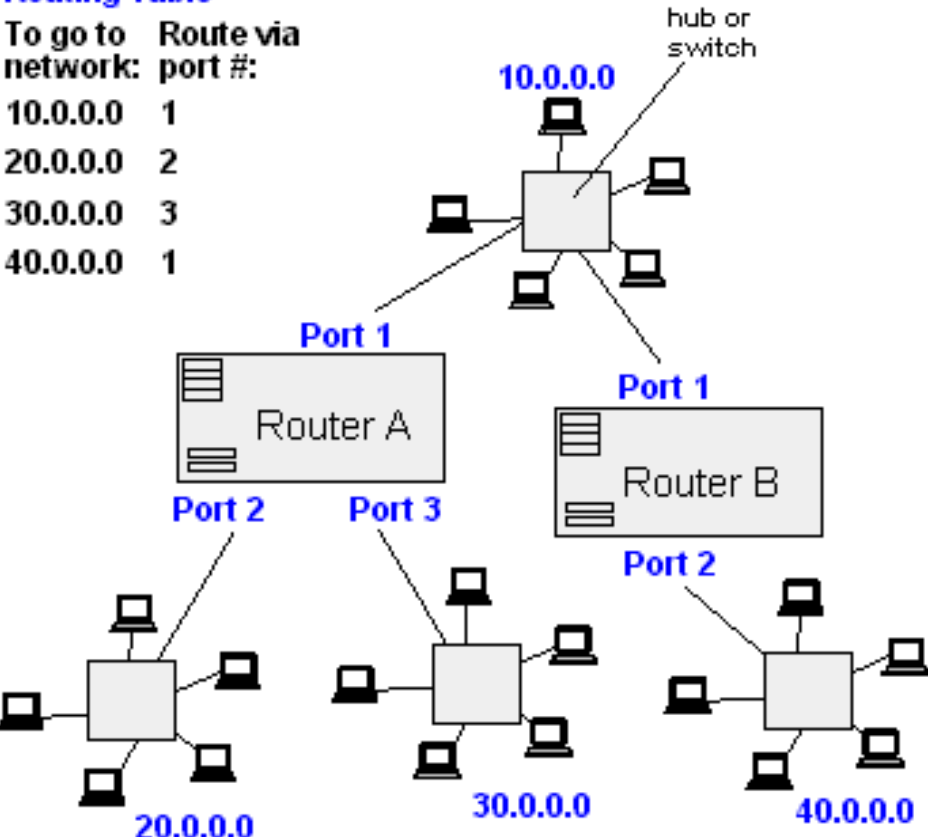 To go to Route via
network: port #:
10.0.0.0 1
20.0.0.0 2
30.0.0.0 3
40.0.0.0 1
hub or
switch
10.0.0.0
Port 1
Router A
Port 2 Port 3
Port 1
Router B
Port 2
20.0.0.0
30.0.0.0
40.0.0.0